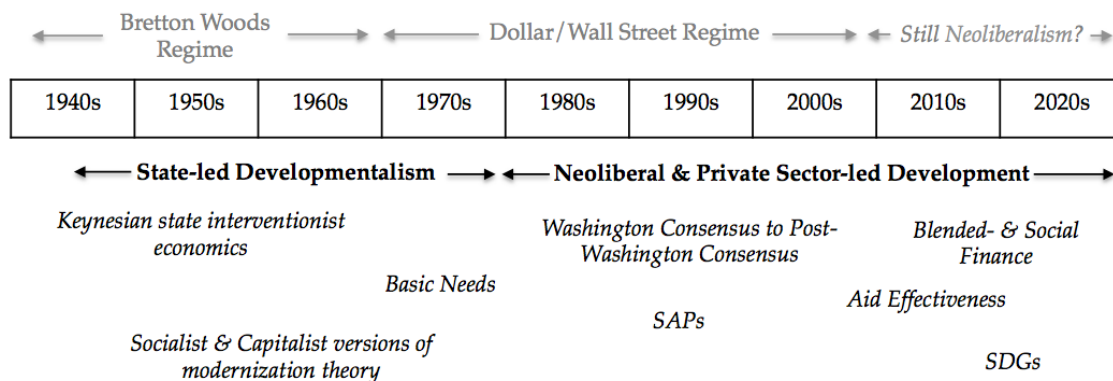 Bretton Woods
Regime
Dollar/Wall Street Regime
Still Neoliberalism?
1940s
1950s
1960s
1970s
1980s
1990s
2000s
2010s
2020s
State-led Developmentalism
Neoliberal & Private Sector-led Development
Keynesian state interventionist
economics
Washington Consensus to Post-
Washington Consensus
Blended- & Social
Finance
Basic Needs
Aid Effectiveness
SAPs
Socialist & Capitalist versions of
modernization theory
SDGs